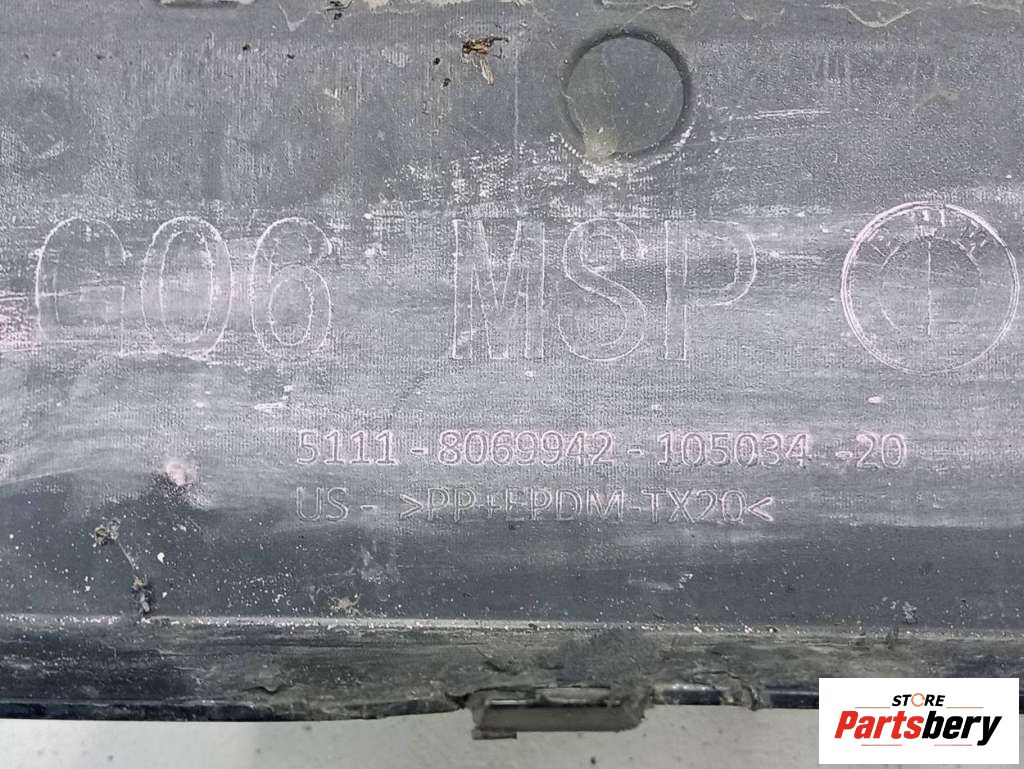 G06 MSP
5111 - 8069942 - 105034 -20
US - >PP+EPDM-TX20<
STORE
Partsbery